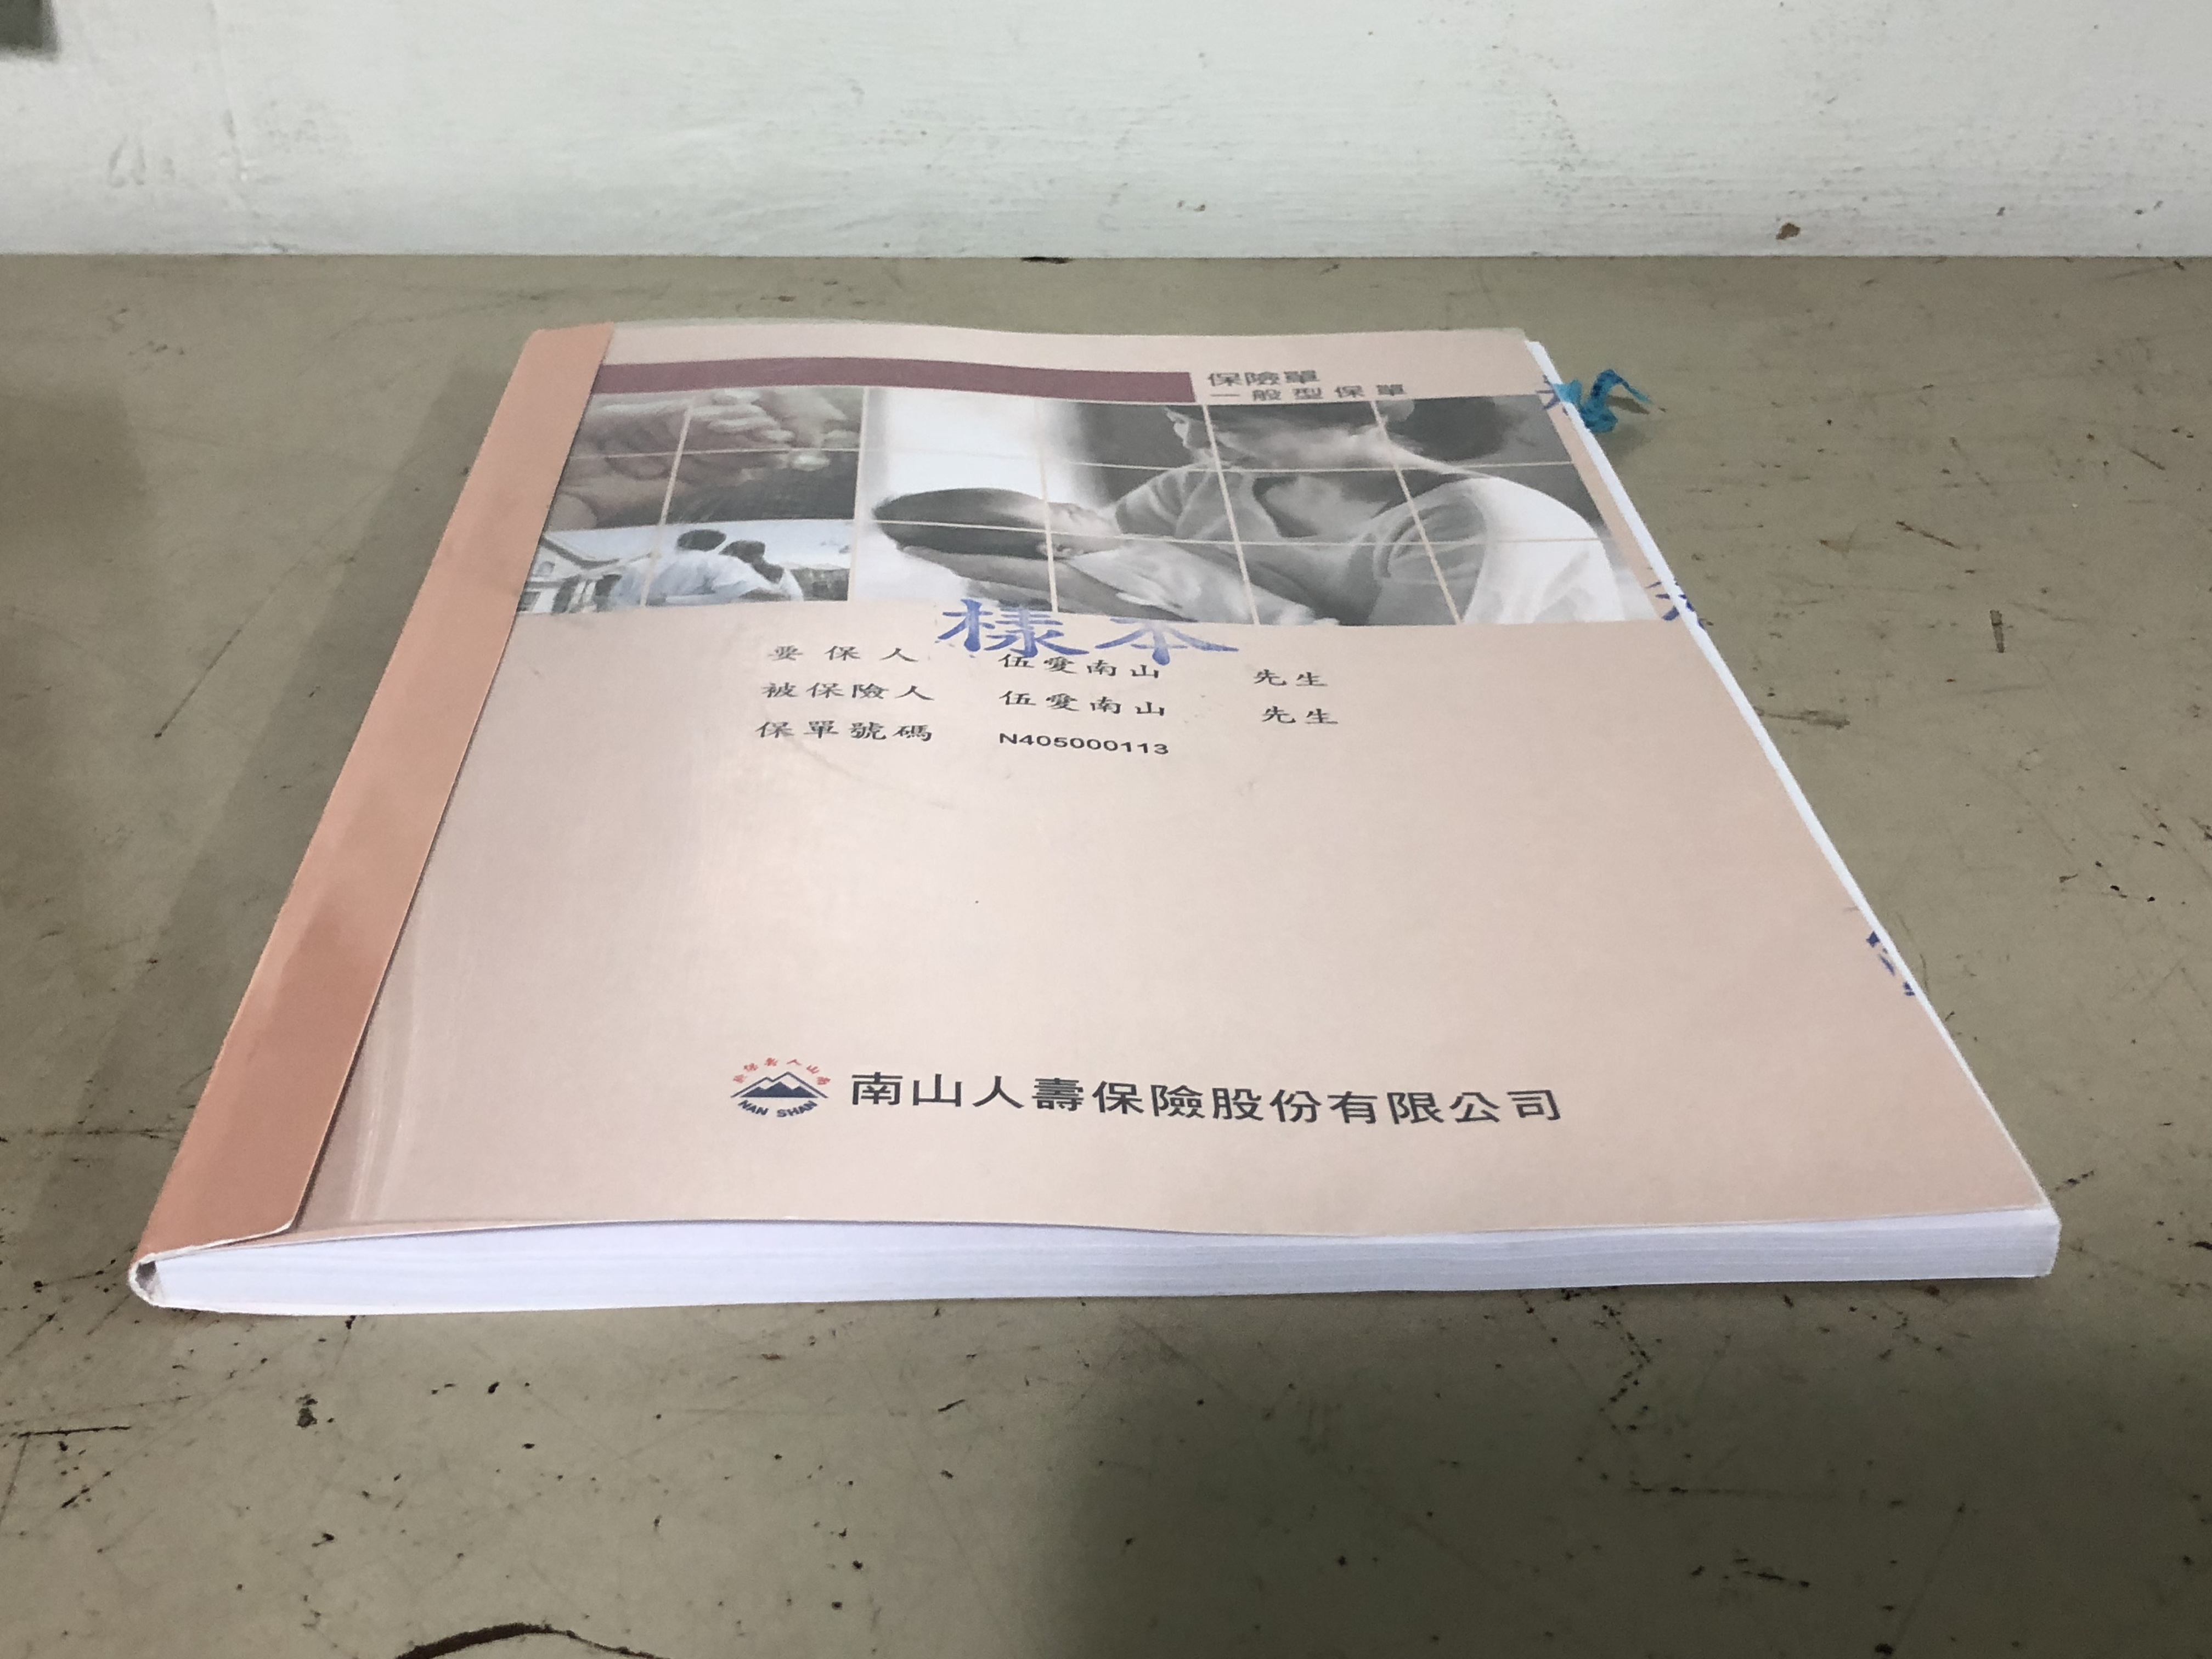 保險單
一般型保單
樣本
要保人 伍愛南山 先生
被保險人 伍愛南山 先生
保單號碼 N405000113
NAN SHAN
南山人壽保險股份有限公司